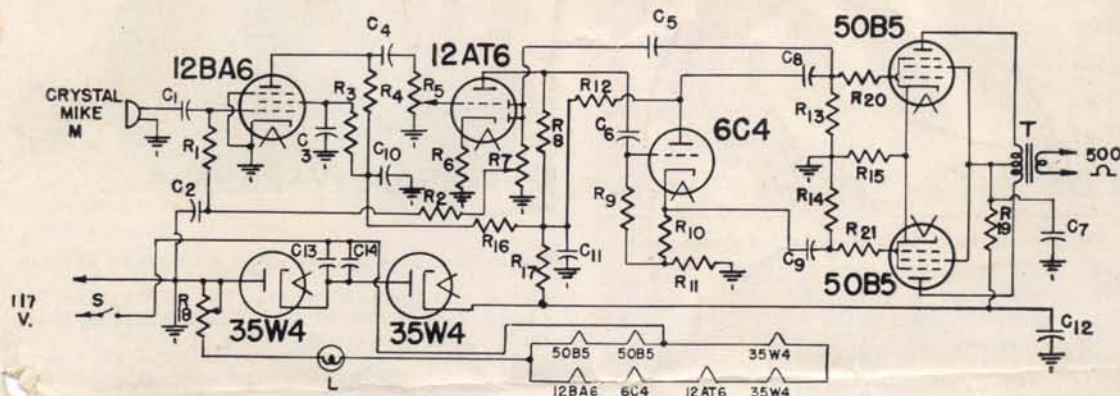 50B5
C5
C4
12BA6
12AT6
C8
CRYSTAL
MIKE
M
C1
R3
R4
R5
R12
6C4
R20
T
R13
500
Ω
R1
C3
C10
R6
R7
R8
C6
R9
R15
R14
C2
R2
R16
R17
C11
R10
R11
C9
R21
R19
C7
50B5
C13
C14
117
V.
S
R18
35W4
35W4
C12
L
50B5 50B5 35W4
12BA6 6C4 12AT6 35W4